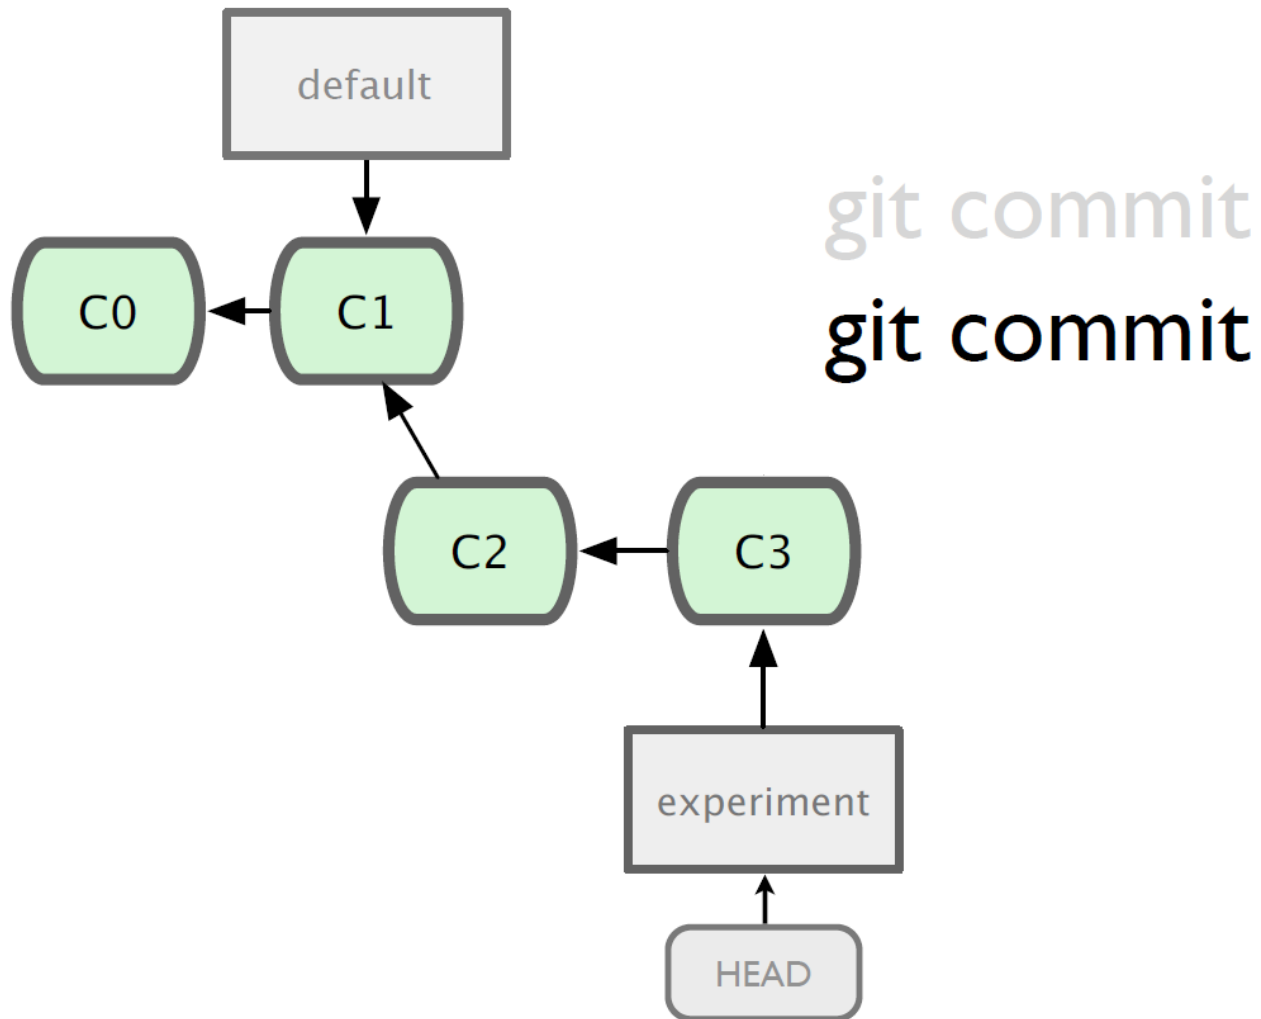 default
git commit
C0
C1
git commit
C2
C3
experiment
HEAD